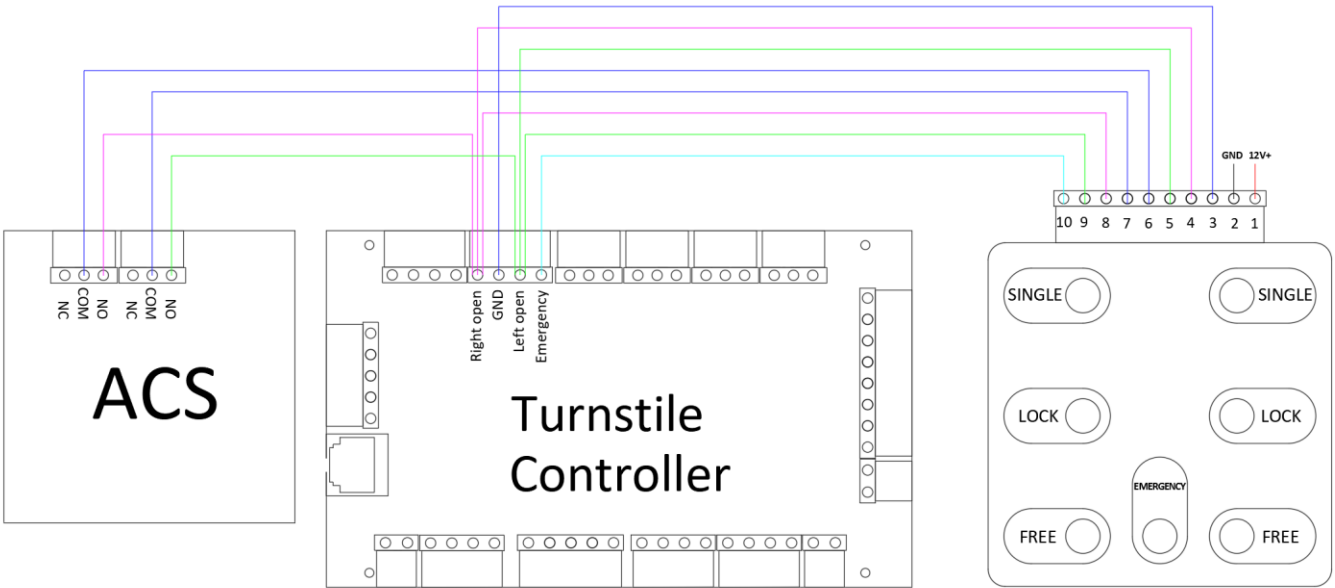 GND 12V+
10 9 8 7 6 5 4 3 2 1
NC
COM
NO
NC
COM
NO
ACS
Right open
GND
Left open
Emergency
Turnstile
Controller
SINGLE
SINGLE
LOCK
LOCK
EMERGENCY
FREE
FREE